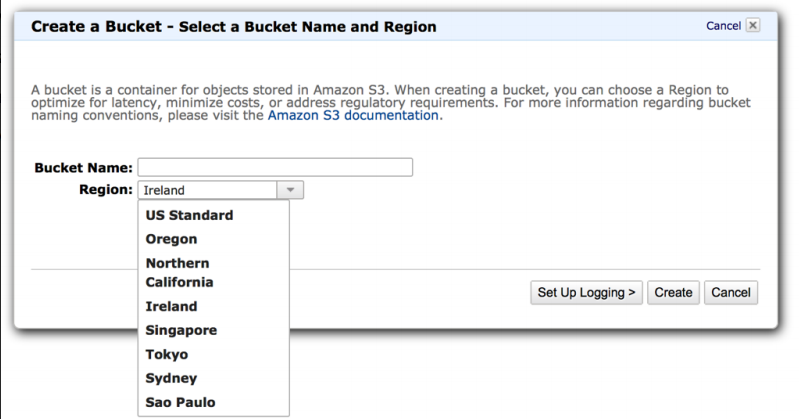 Create a Bucket - Select a Bucket Name and Region
Cancel
A bucket is a container for objects stored in Amazon S3. When creating a bucket, you can choose a Region to
optimize for latency, minimize costs, or address regulatory requirements. For more information regarding bucket
naming conventions, please visit the Amazon S3 documentation.
Bucket Name:
Region: Ireland
US Standard
Oregon
Northern
California
Ireland
Singapore
Tokyo
Sydney
Sao Paulo
Set Up Logging > Create Cancel